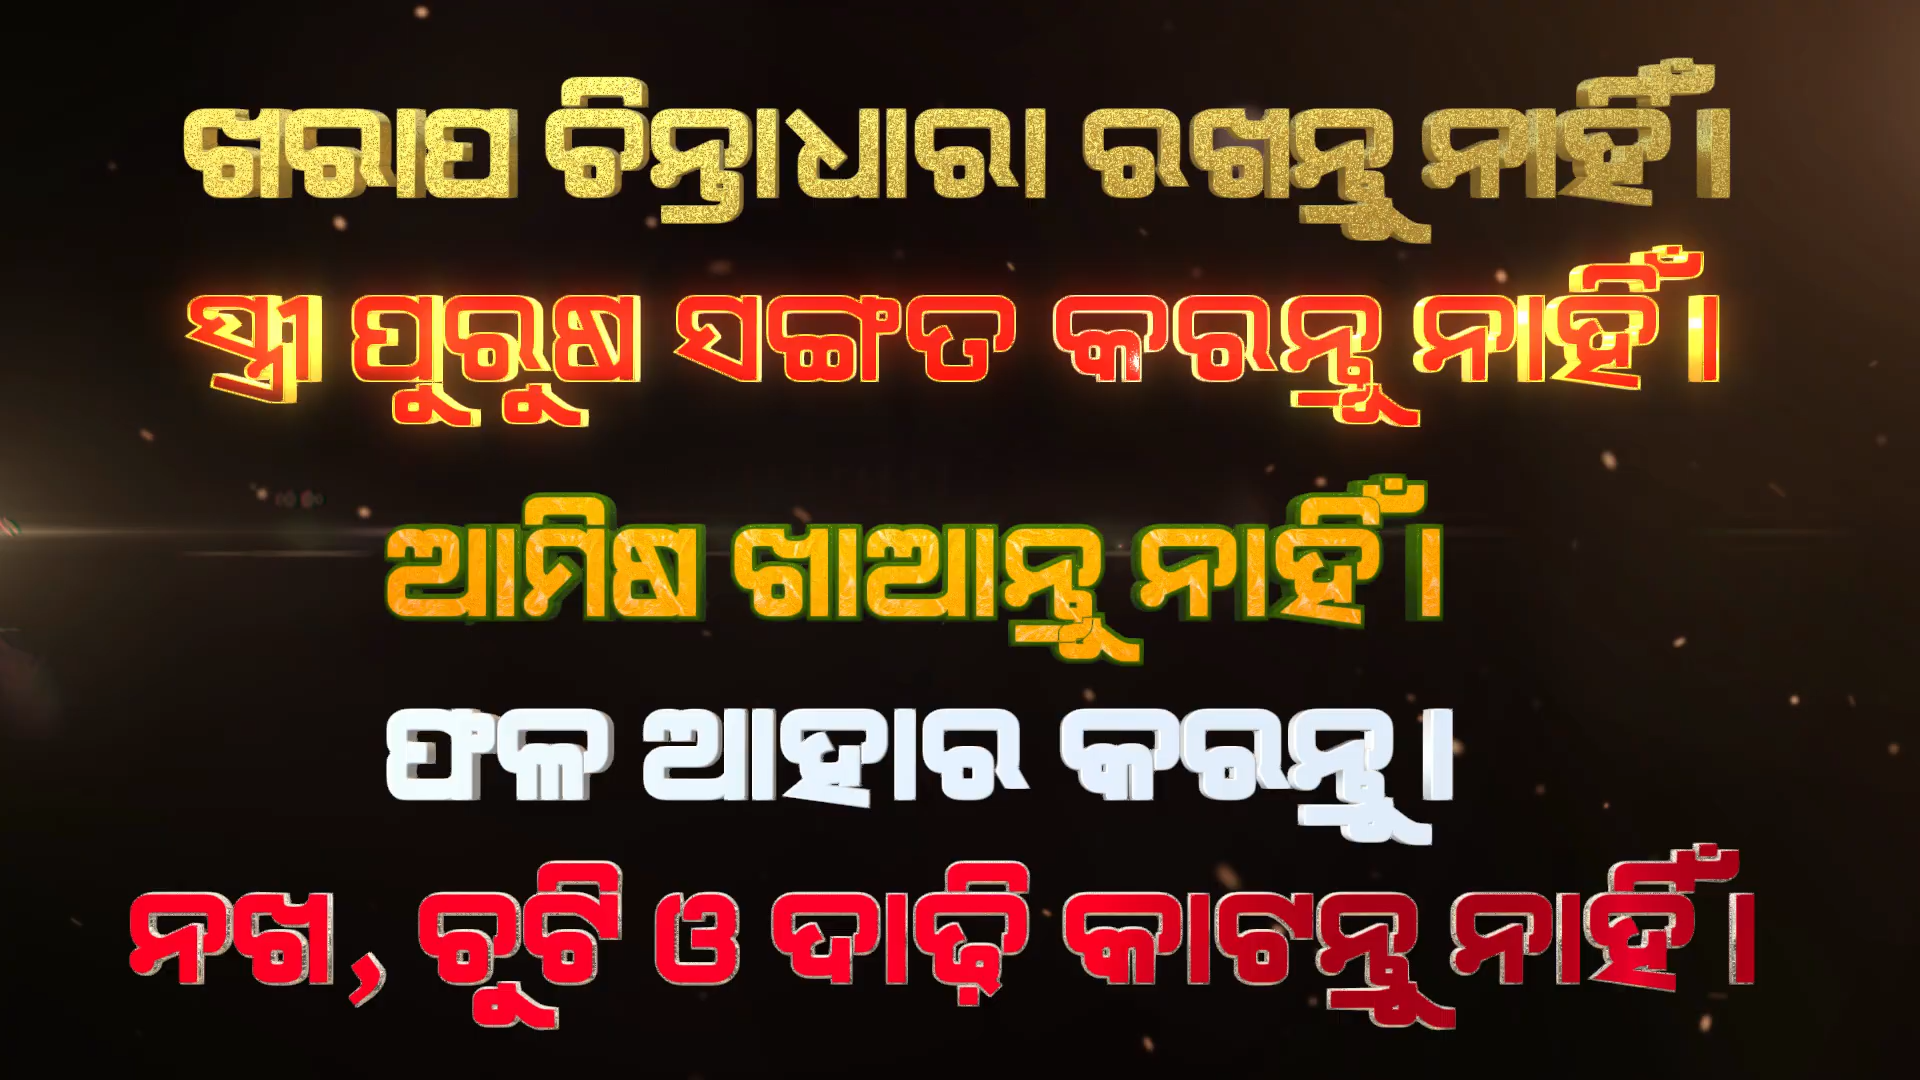 ଖରାପ ଚିନ୍ତାଧାରା ରଖନ୍ତୁ ନାହିଁ।
ସ୍ତ୍ରୀ ପୁରୁଷ ସଙ୍ଗତ କରନ୍ତୁ ନାହିଁ।
ଆମିଷ ଖାଆନ୍ତୁ ନାହିଁ।
ଫଳ ଆହାର କରନ୍ତୁ।
ନଖ, ଚୁଟି ଓ ଦାଢ଼ି କାଟନ୍ତୁ ନାହିଁ।